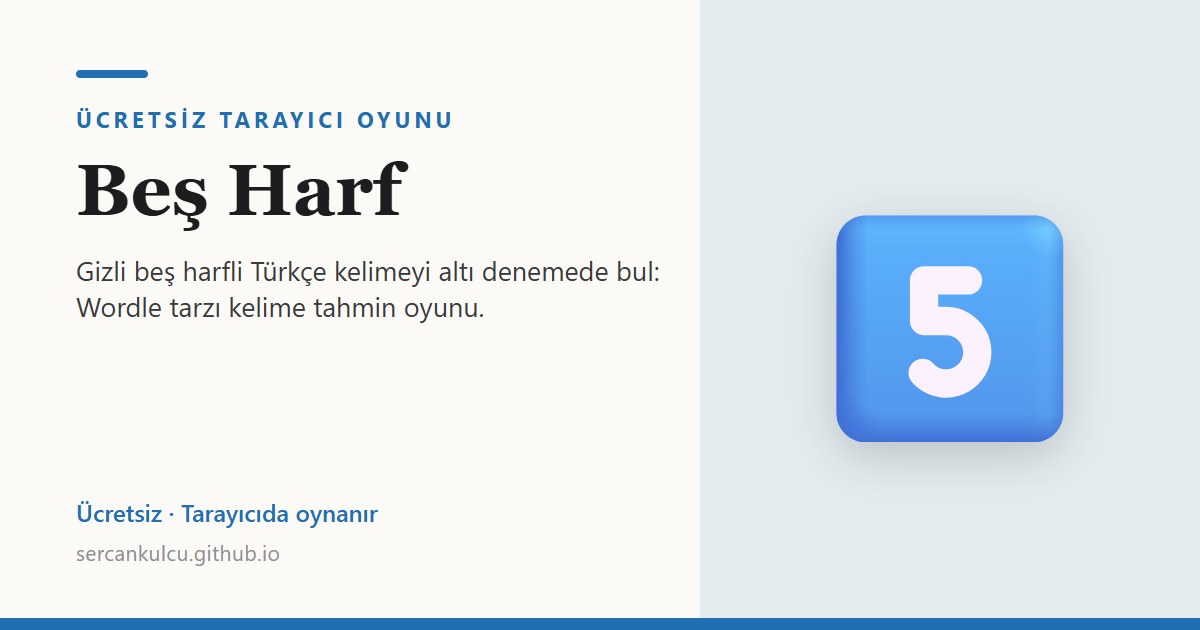 ÜCRETSİZ TARAYICI OYUNU
Beş Harf
Gizli beş harfli Türkçe kelimeyi altı denemede bul:
Wordle tarzı kelime tahmin oyunu.
Ücretsiz · Tarayıcıda oynanır
sercankulcu.github.io
5